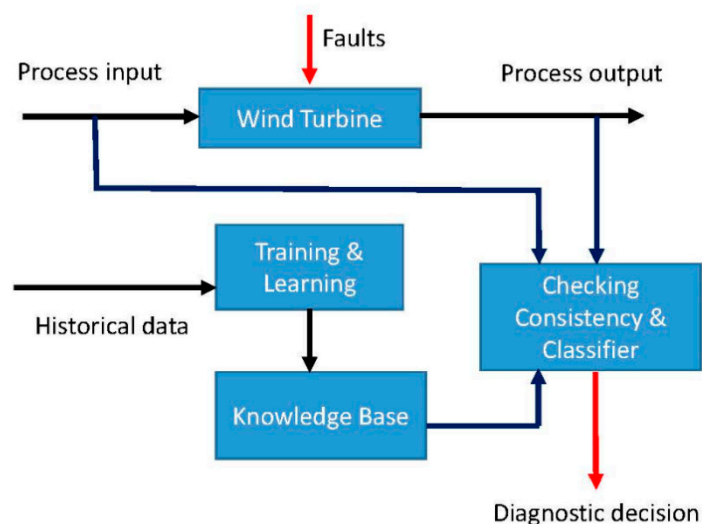 Faults
Process input
Process output
Wind Turbine
Training &
Learning
Checking
Consistency &
Classifier
Historical data
Knowledge Base
Diagnostic decision